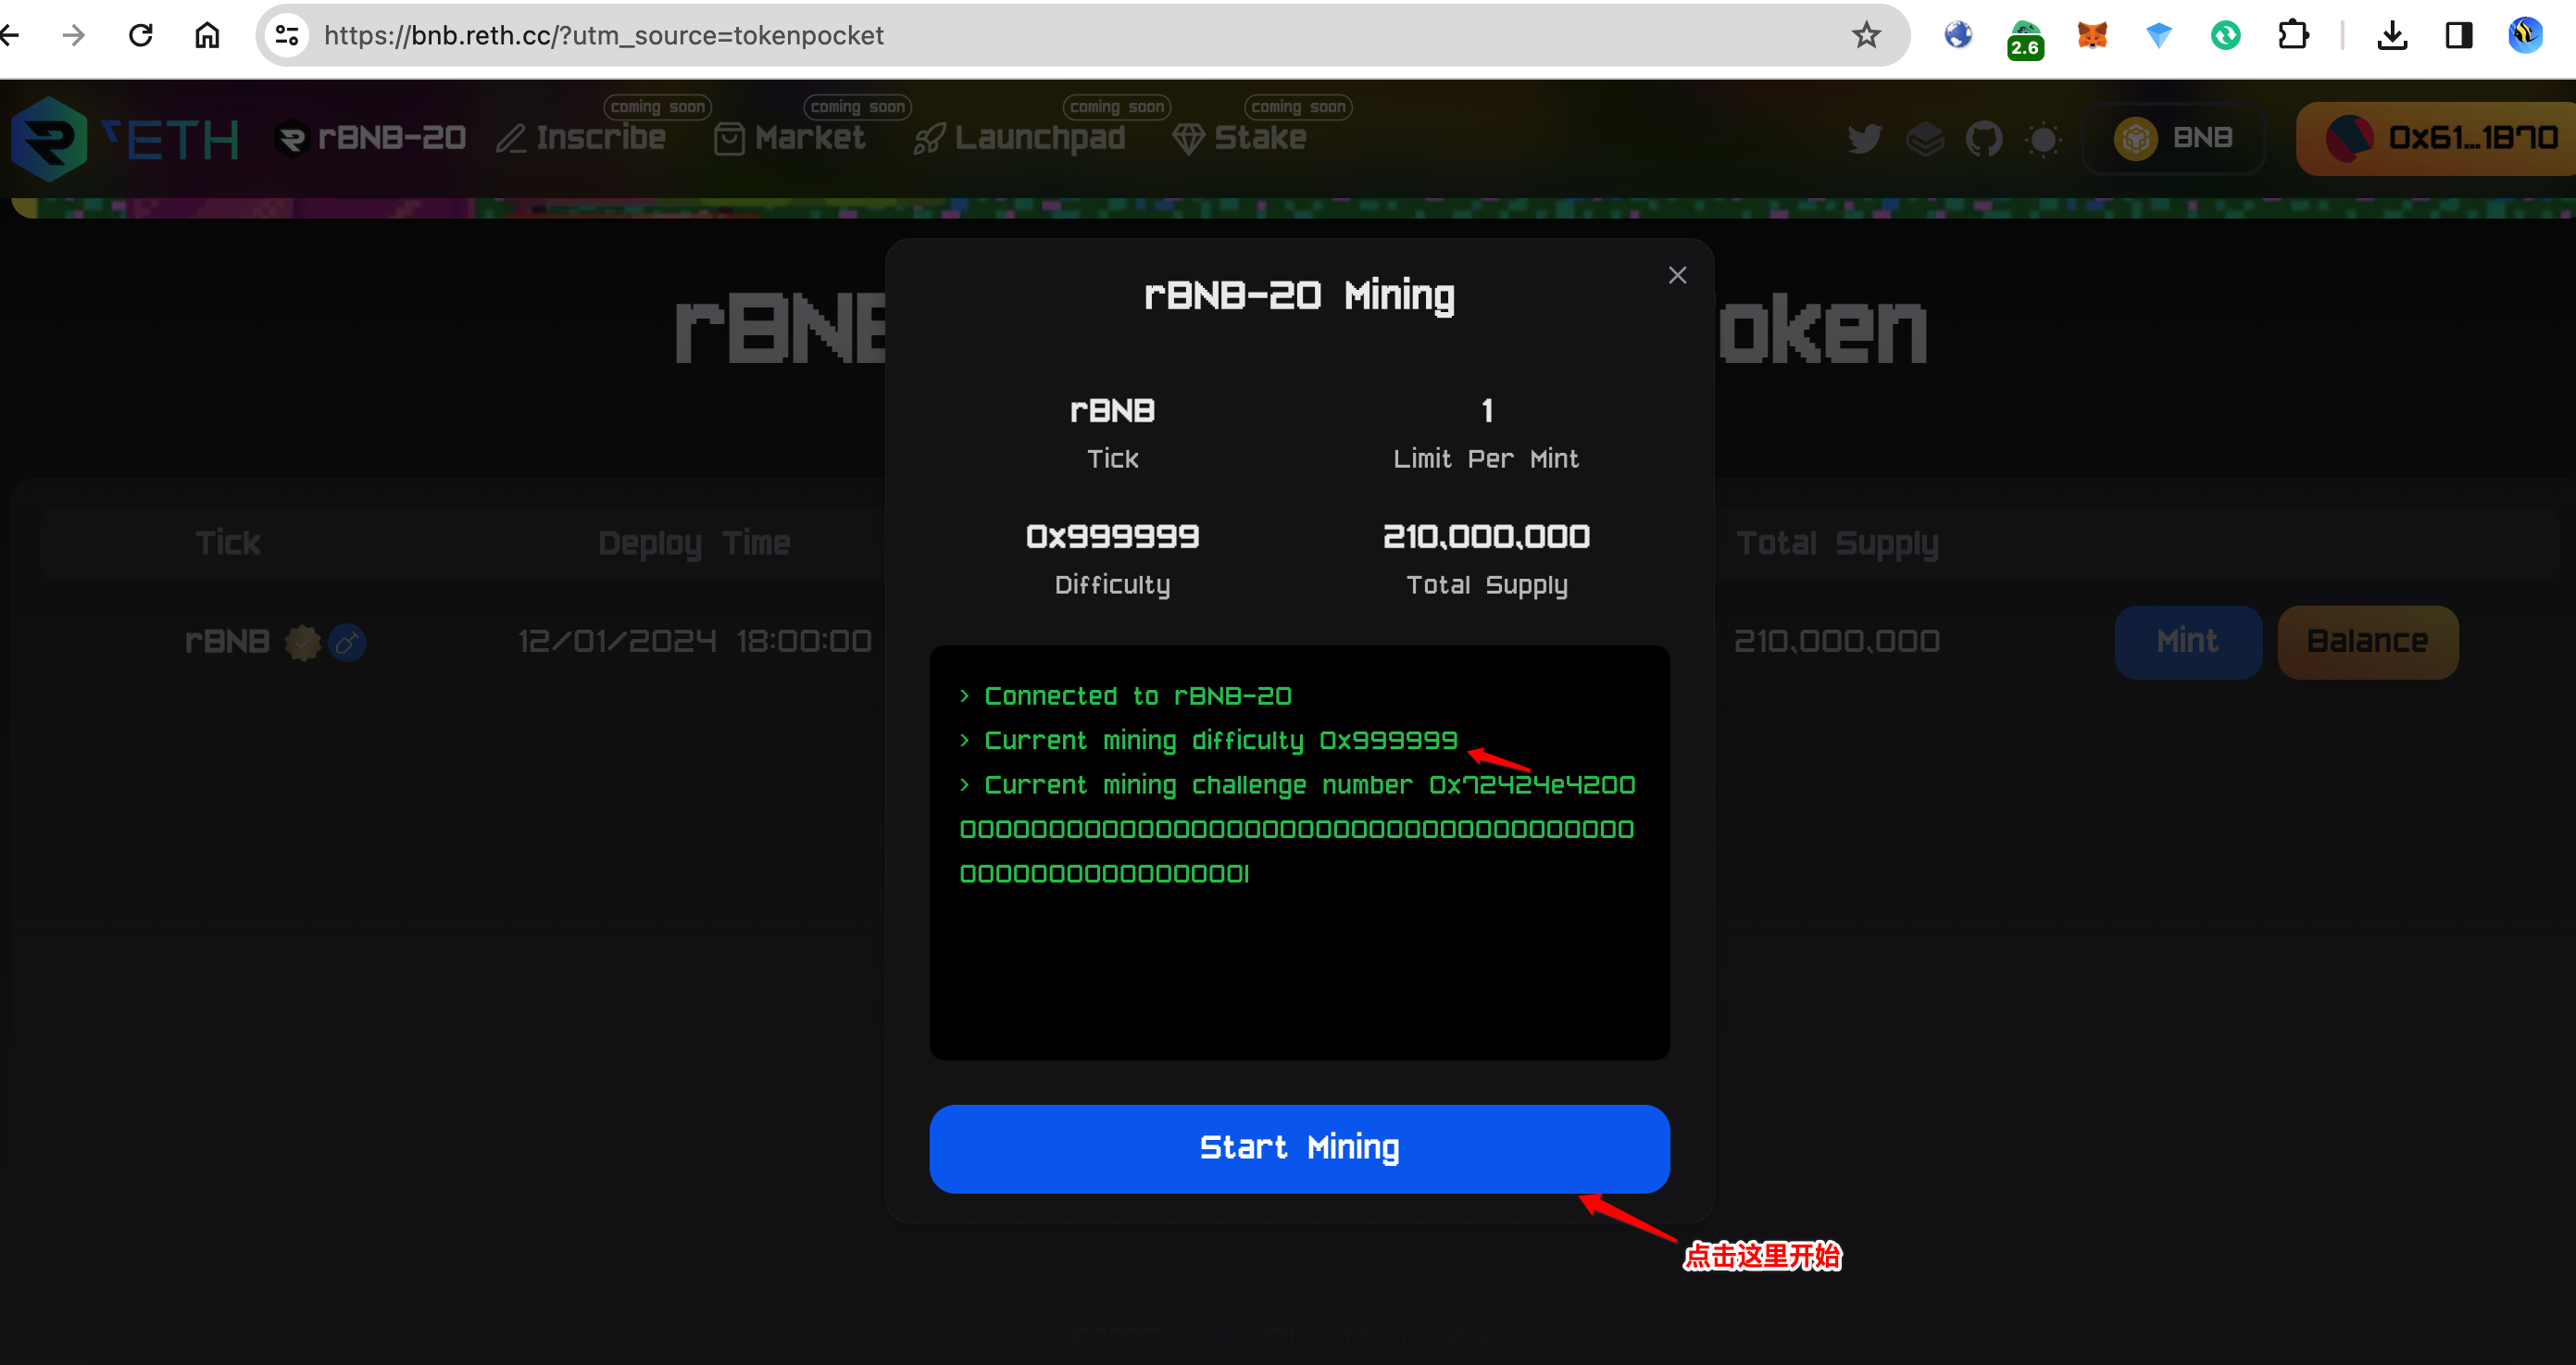 https://bnb.reth.cc/?utm_source=tokenpocket
2.6
rETH
rBNB-20
Inscribe
coming soon
Market
coming soon
Launchpad
coming soon
Stake
coming soon
BNB
0x61...1B70
rBNB
oken
rBNB-20 Mining
rBNB
Tick
1
Limit Per Mint
0x999999
Difficulty
210,000,000
Total Supply
Tick
Deploy Time
Total Supply
rBNB
12/01/2024 18:00:00
210,000,000
Mint
Balance
> Connected to rBNB-20
> Current mining difficulty 0x999999
> Current mining challenge number 0x72424e4200
00000000000000000000000000000000000000
0000000000000000
Start Mining
点击这里开始